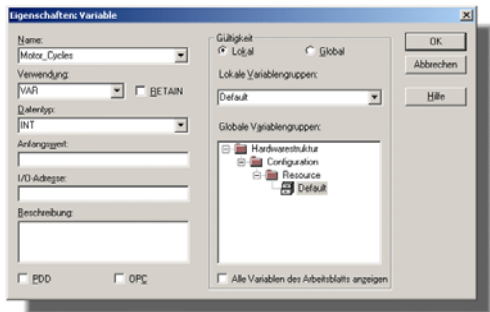 Eigenschaften: Variable
Name:
Motor_Cycles
Verwendung:
VAR
RETAIN
Datentyp:
INT
Anfangswert:
I/O-Adresse:
Beschreibung:
PDD
OPC
Gültigkeit
Lokal
Global
Lokale Variablengruppen:
Default
Globale Variablengruppen:
Hardwarestruktur
Configuration
Resource
Default
Alle Variablen des Arbeitsblatts anzeigen
OK
Abbrechen
Hilfe